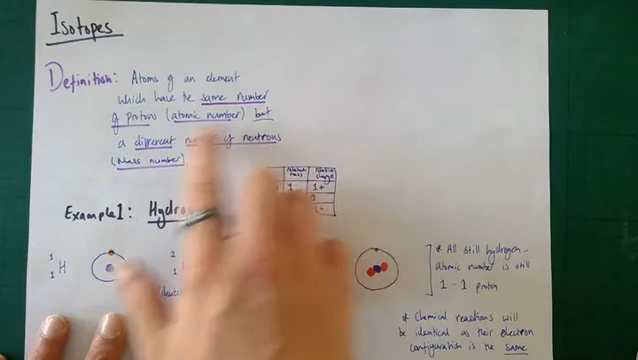 Isotopes
Definition: Atoms of an element
which have the same number
of protons (atomic number) but
a different number of neutrons
(Mass number)
relative mass relative charge
1 1+
0
1-
Example 1: Hydro
1 1 H
2 1
* All still hydrogen-
atomic number is still
1 - 1 proton
* Chemical reactions will
be identical as their electron
configuration is the same